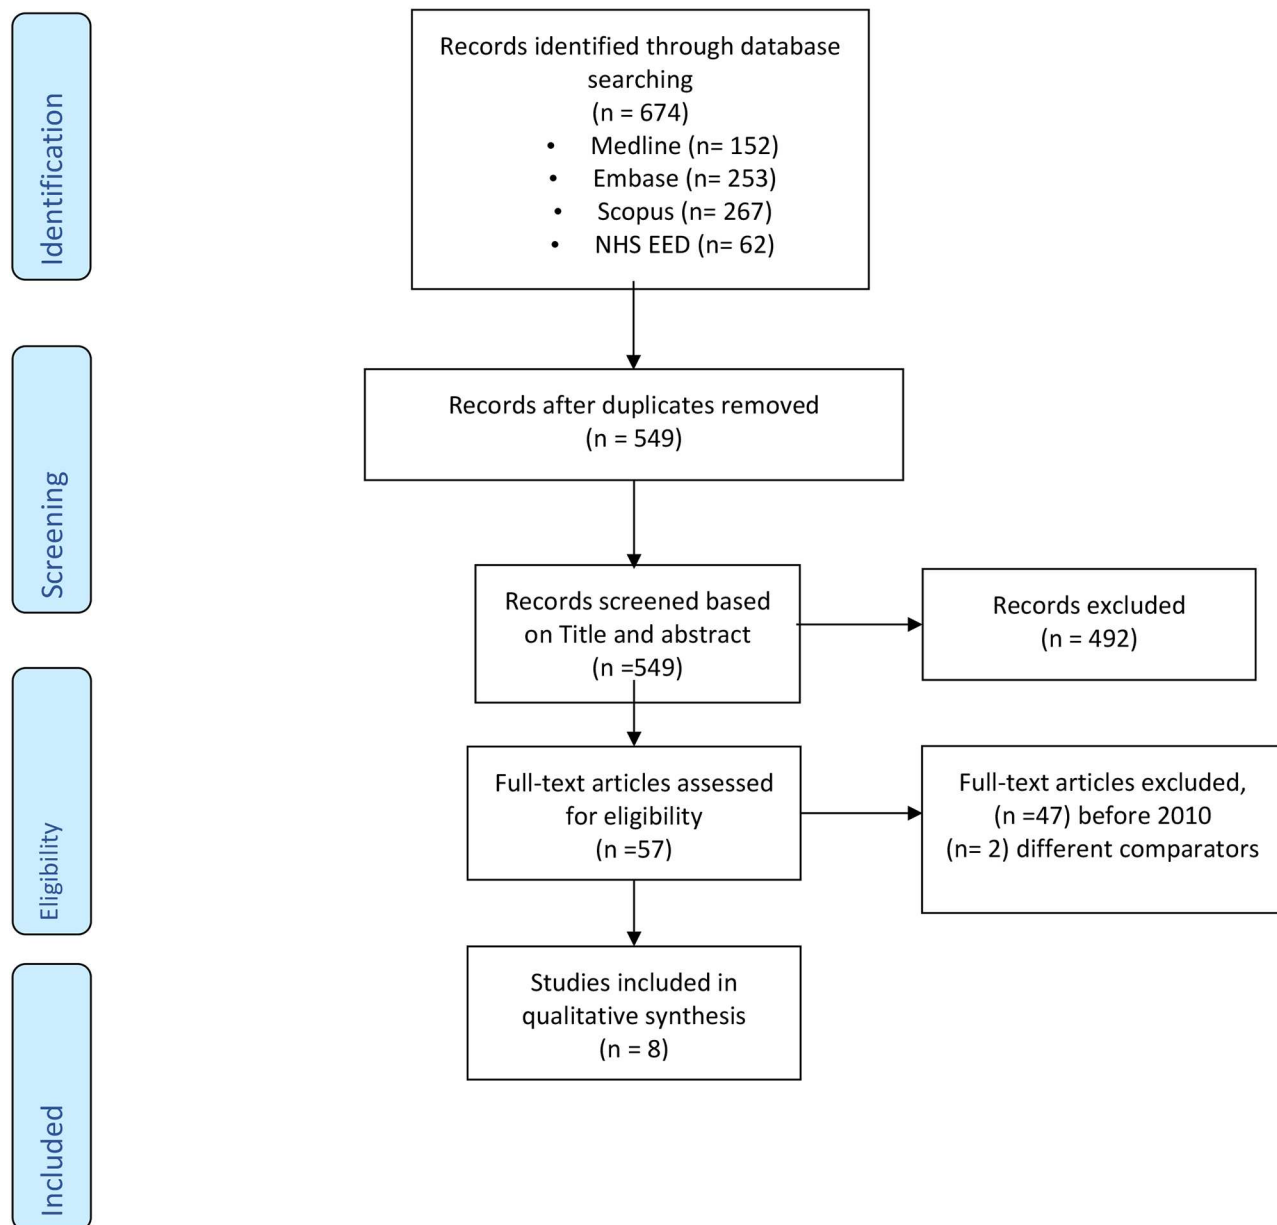 Identification
Records identified through database
searching
(n = 674)
• Medline (n= 152)
• Embase (n= 253)
• Scopus (n= 267)
• NHS EED (n= 62)
Screening
Records after duplicates removed
(n = 549)
Records screened based
on Title and abstract
(n =549)
Records excluded
(n = 492)
Eligibility
Full-text articles assessed
for eligibility
(n =57)
Full-text articles excluded,
(n =47) before 2010
(n= 2) different comparators
Included
Studies included in
qualitative synthesis
(n = 8)